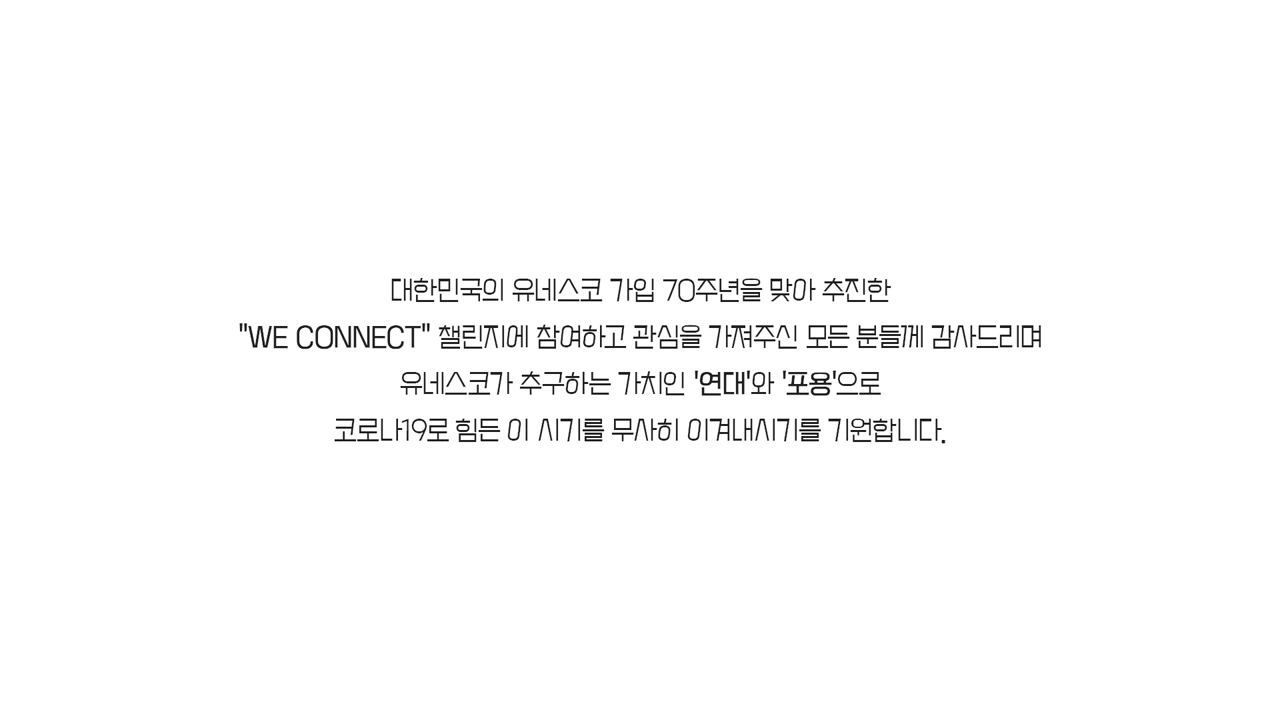 대한민국의 유네스코 가입 70주년을 맞아 추진한
"WE CONNECT" 챌린지에 참여하고 관심을 가져주신 모든 분들께 감사드리며
유네스코가 추구하는 가치인 '연대'와 '포용'으로
코로나19로 힘든 이 시기를 무사히 이겨내시기를 기원합니다.